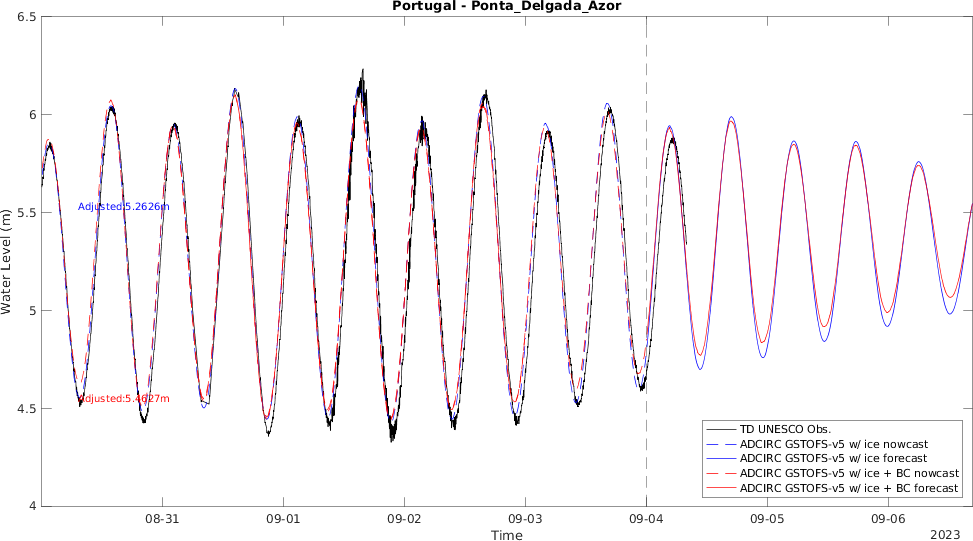 Portugal - Ponta_Delgada_Azor
6.5
6
5.5
5
4.5
4
Water Level (m)
Adjusted:5.2626m
Adjusted:5.4627m
TD UNESCO Obs.
ADCIRC GSTOFS-v5 w/ ice nowcast
ADCIRC GSTOFS-v5 w/ ice forecast
ADCIRC GSTOFS-v5 w/ ice + BC nowcast
ADCIRC GSTOFS-v5 w/ ice + BC forecast
08-31 09-01 09-02 09-03 09-04 09-05 09-06
Time
2023